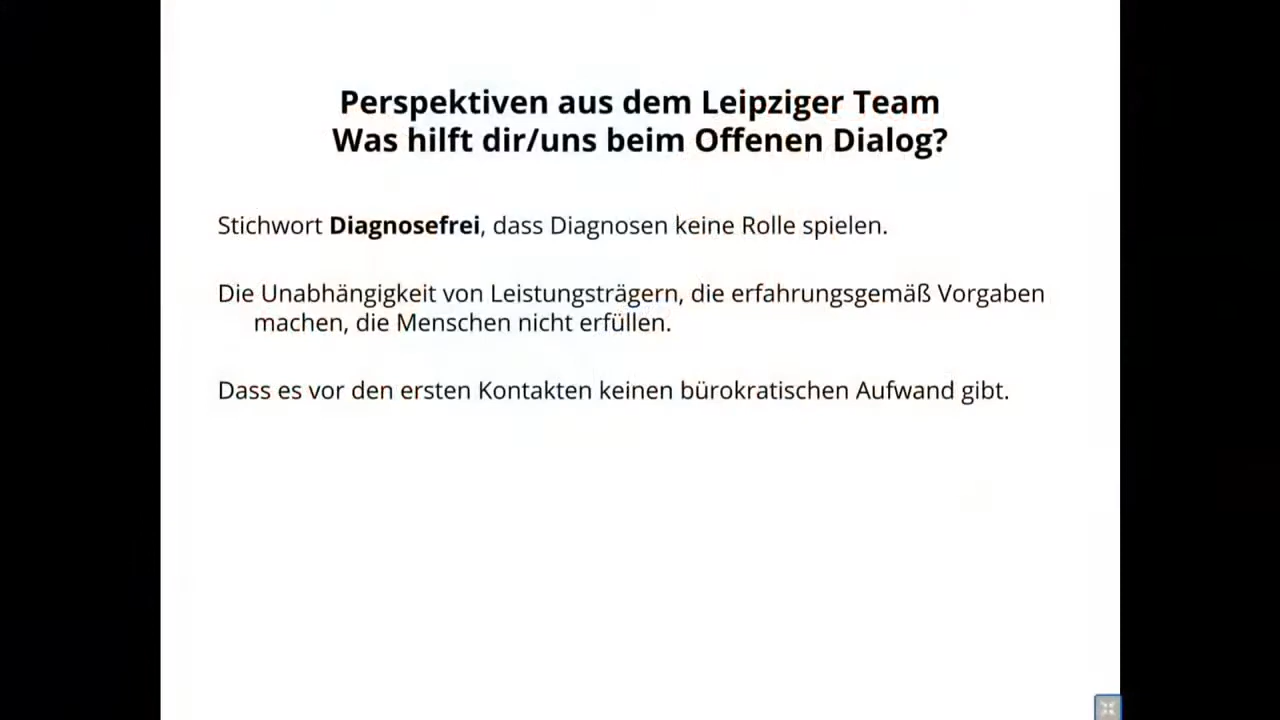 Perspektiven aus dem Leipziger Team
Was hilft dir/uns beim Offenen Dialog?
Stichwort Diagnosefrei, dass Diagnosen keine Rolle spielen.
Die Unabhängigkeit von Leistungsträgern, die erfahrungsgemäß Vorgaben
machen, die Menschen nicht erfüllen.
Dass es vor den ersten Kontakten keinen bürokratischen Aufwand gibt.